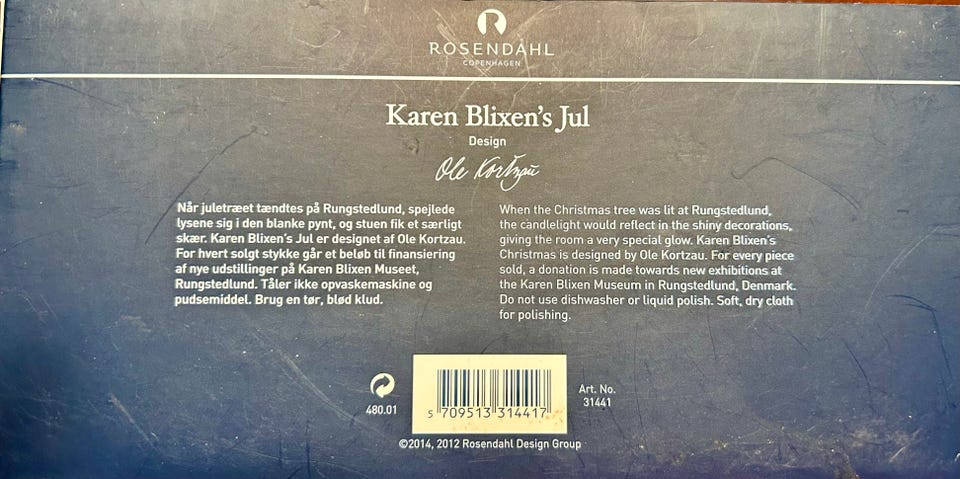 ROSENDAHL
COPENHAGEN
Karen Blixen's Jul
Design
Ole Kortzau
Når juletræet tændtes på Rungstedlund, spejlede
lysene sig i den blanke pynt, og stuen fik et særligt
skær. Karen Blixen's Jul er designet af Ole Kortzau.
For hvert solgt stykke går et beløb til finansiering
af nye udstillinger på Karen Blixen Museet,
Rungstedlund. Tåler ikke opvaskemaskine og
pudsemiddel. Brug en tør, blød klud.
When the Christmas tree was lit at Rungstedlund,
the candlelight would reflect in the shiny decorations,
giving the room a very special glow. Karen Blixen's
Christmas is designed by Ole Kortzau. For every piece
sold, a donation is made towards new exhibitions at
the Karen Blixen Museum in Rungstedlund, Denmark.
Do not use dishwasher or liquid polish. Soft, dry cloth
for polishing.
480.01
5 709513 314417
Art. No.
31441
©2014, 2012 Rosendahl Design Group